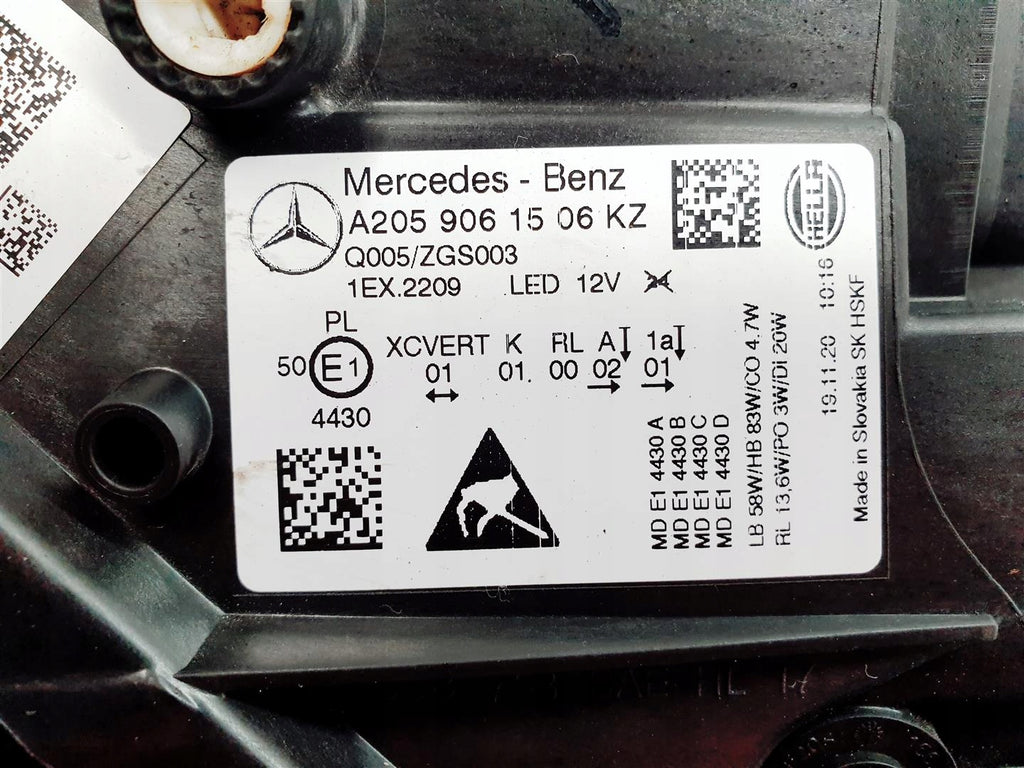 Mercedes - Benz
A205 906 15 06 KZ
Q005/ZGS003
1EX.2209 LED 12V
HELLA
PL
50 E1
4430
XCVERT K RL A 1a
01 01. 00 02 01
MD E1 4430 A
MD E1 4430 B
MD E1 4430 C
MD E1 4430 D
LB 58W/HB 83W/CO 4.7W
RL 13,6W/PO 3W/DI 20W
19.11.20 10:16
Made in Slovakia SK HSKF